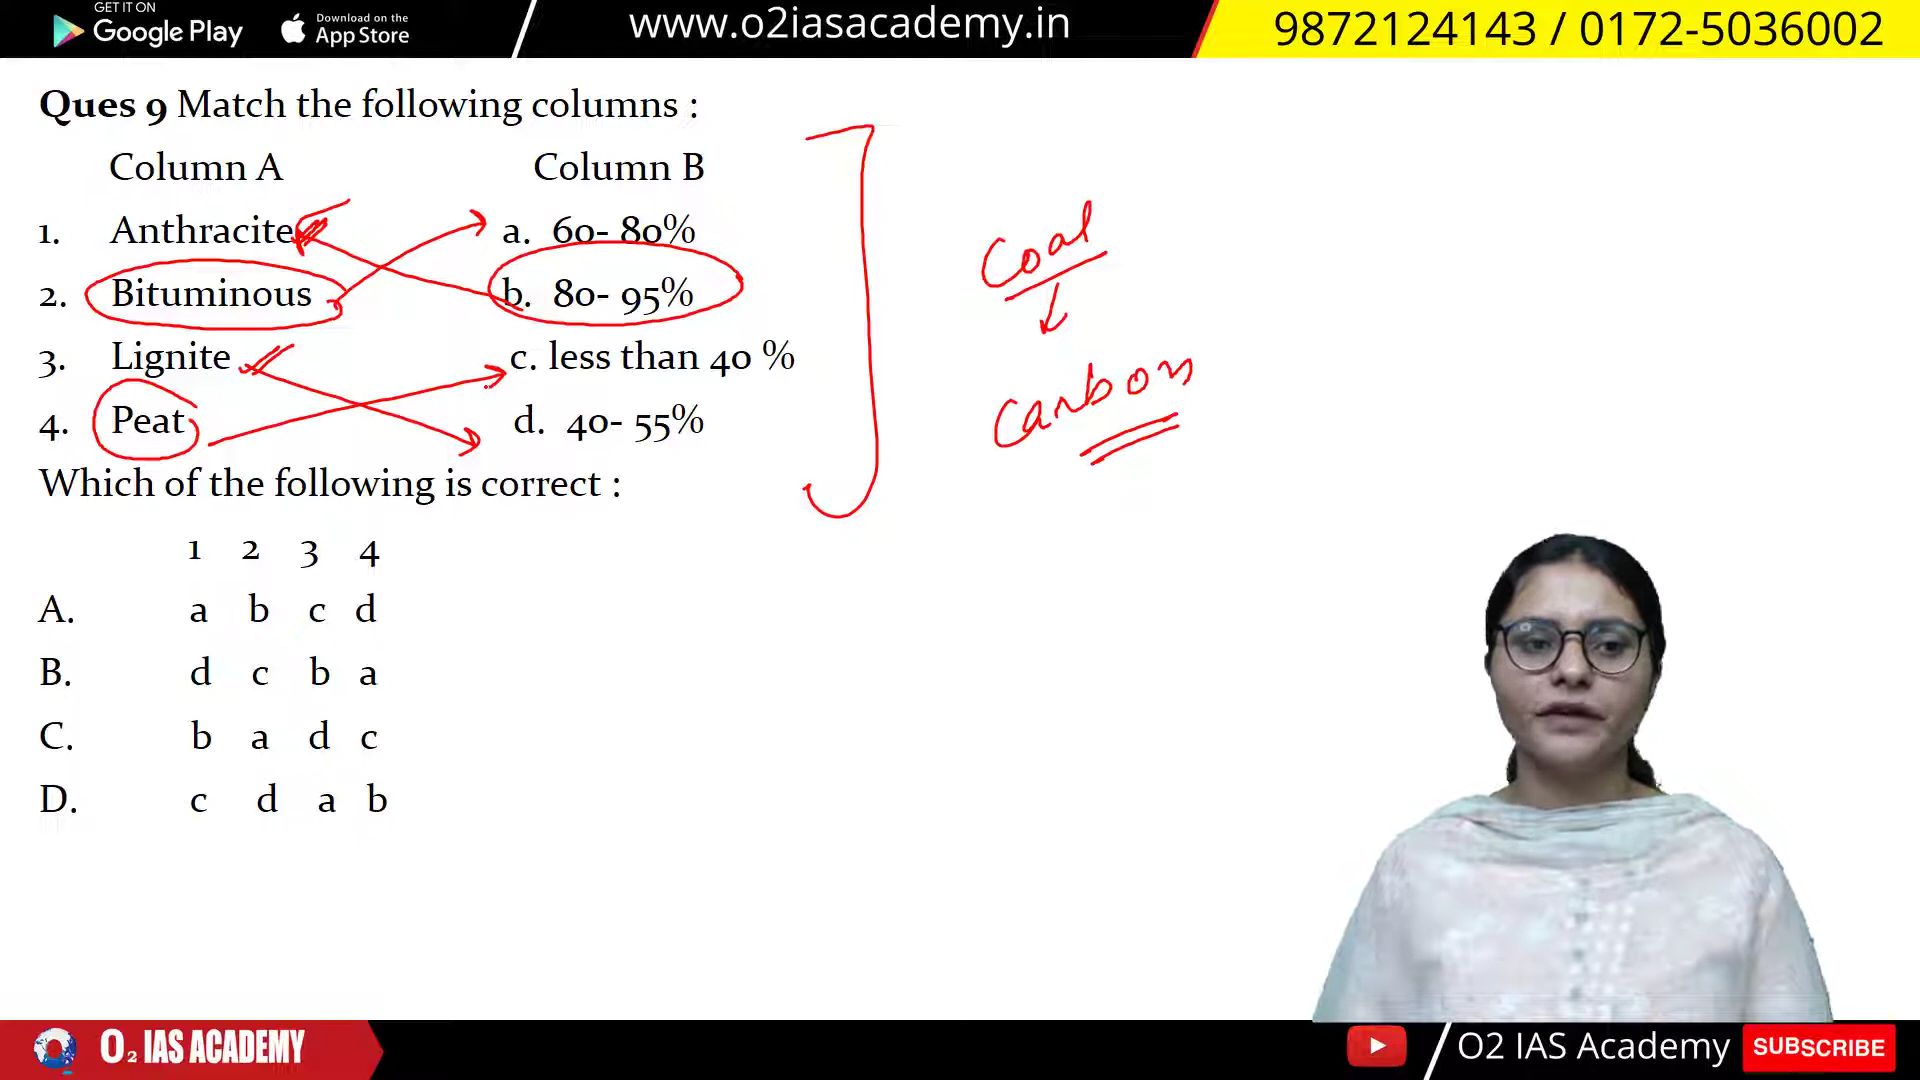 GET IT ON
Google Play
Download on the
App Store
www.o2iasacademy.in
9872124143 / 0172-5036002
Ques 9 Match the following columns :
Column A Column B
1. Anthracite a. 60- 80%
2. Bituminous b. 80- 95%
3. Lignite c. less than 40 %
4. Peat d. 40- 55%
Which of the following is correct :
1 2 3 4
A. a b c d
B. d c b a
C. b a d c
D. c d a b
Coal
Carbon
O2 IAS ACADEMY
O2 IAS Academy
SUBSCRIBE